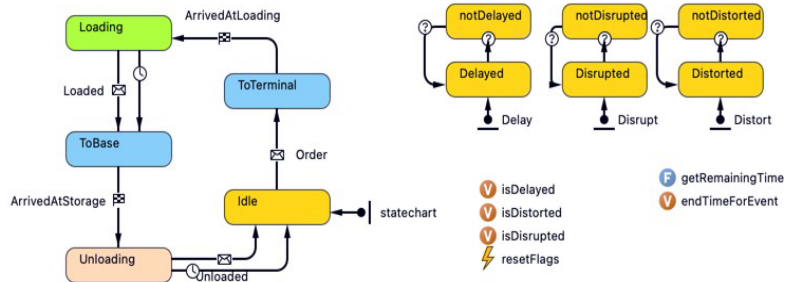 Loading
ArrivedAtLoading
Loaded
ToTerminal
ToBase
Order
ArrivedAtStorage
Idle
statechart
Unloading
Unloaded
notDelayed
notDisrupted
notDistorted
? ? ? ? ? ?
Delayed
Disrupted
Distorted
Delay
Disrupt
Distort
V isDelayed
V isDistorted
V isDisrupted
resetFlags
F getRemainingTime
V endTimeForEvent